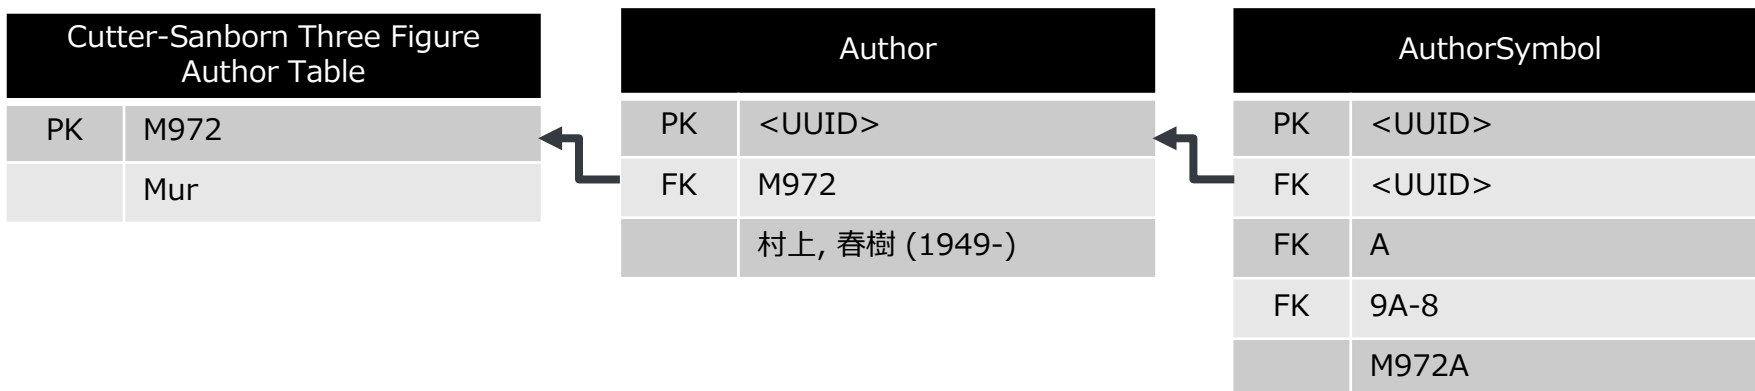 Cutter-Sanborn Three Figure
Author Table
PK M972
Mur
Author
PK <UUID>
FK M972
村上, 春樹 (1949-)
AuthorSymbol
PK <UUID>
FK <UUID>
FK A
FK 9A-8
M972A